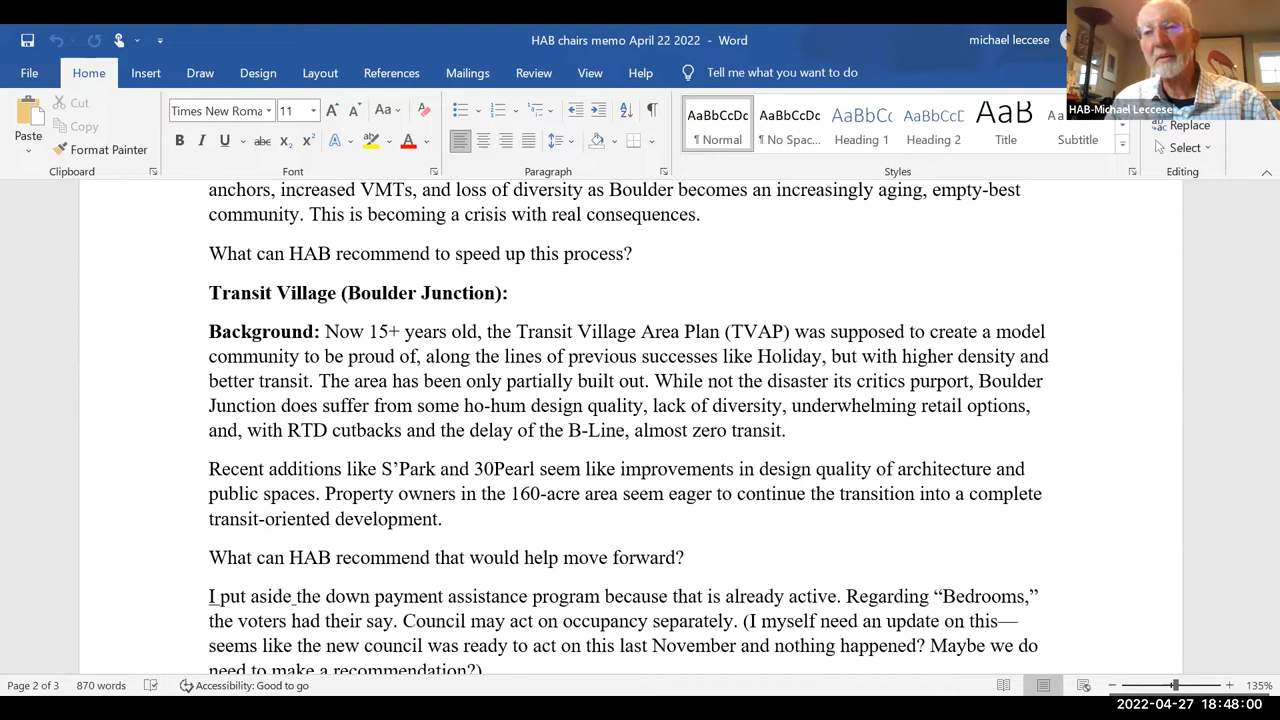 HAB chairs memo April 22 2022 - Word
michael leccese
File Home Insert Draw Design Layout References Mailings Review View Help Tell me what you want to do
HAB-Michael Leccese
Paste
Cut
Copy
Format Painter
Clipboard
Times New Roma 11
Font
Paragraph
AaBbCcDc AaBbCcDc AaBbCc AaBbCcD AaB
¶ Normal ¶ No Spac... Heading 1 Heading 2 Title Subtitle
Styles
Replace
Select
Editing
anchors, increased VMTs, and loss of diversity as Boulder becomes an increasingly aging, empty-best
community. This is becoming a crisis with real consequences.
What can HAB recommend to speed up this process?
Transit Village (Boulder Junction):
Background: Now 15+ years old, the Transit Village Area Plan (TVAP) was supposed to create a model
community to be proud of, along the lines of previous successes like Holiday, but with higher density and
better transit. The area has been only partially built out. While not the disaster its critics purport, Boulder
Junction does suffer from some ho-hum design quality, lack of diversity, underwhelming retail options,
and, with RTD cutbacks and the delay of the B-Line, almost zero transit.
Recent additions like S’Park and 30Pearl seem like improvements in design quality of architecture and
public spaces. Property owners in the 160-acre area seem eager to continue the transition into a complete
transit-oriented development.
What can HAB recommend that would help move forward?
I put aside the down payment assistance program because that is already active. Regarding “Bedrooms,”
the voters had their say. Council may act on occupancy separately. (I myself need an update on this—
seems like the new council was ready to act on this last November and nothing happened? Maybe we do
need to make a recommendation?)
Page 2 of 3 870 words Accessibility: Good to go 135%
2022-04-27 18:48:00